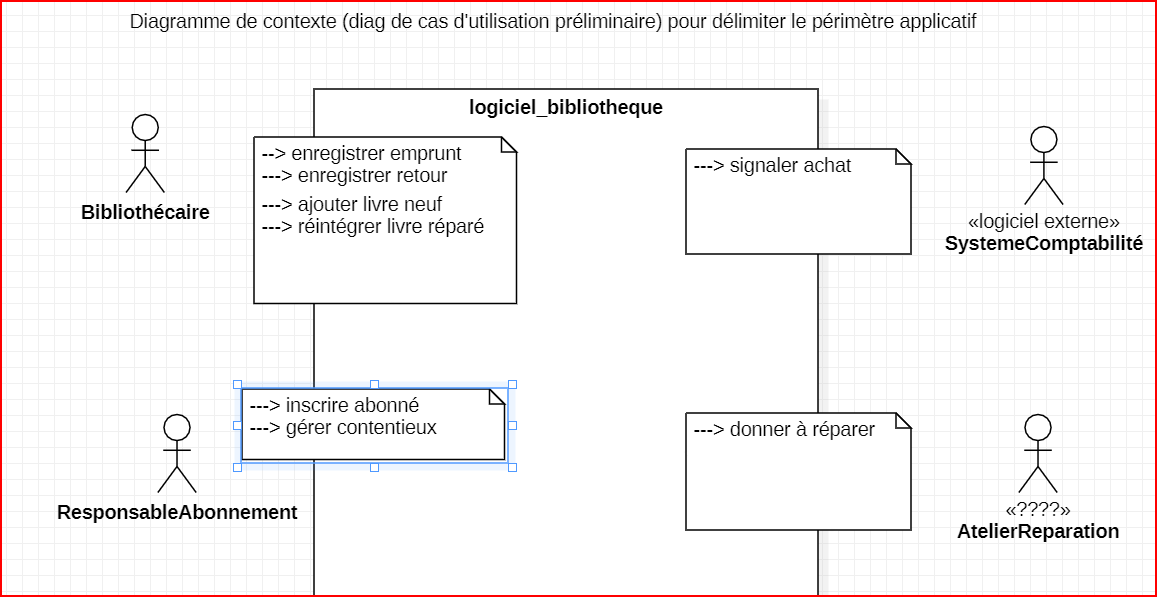 Diagramme de contexte (diag de cas d'utilisation préliminaire) pour délimiter le périmètre applicatif
logiciel_bibliotheque
--> enregistrer emprunt
---> enregistrer retour
---> ajouter livre neuf
---> réintégrer livre réparé
Bibliothécaire
---> signaler achat
«logiciel externe»
SystemeComptabilité
---> inscrire abonné
---> gérer contentieux
ResponsableAbonnement
---> donner à réparer
«????»
AtelierReparation